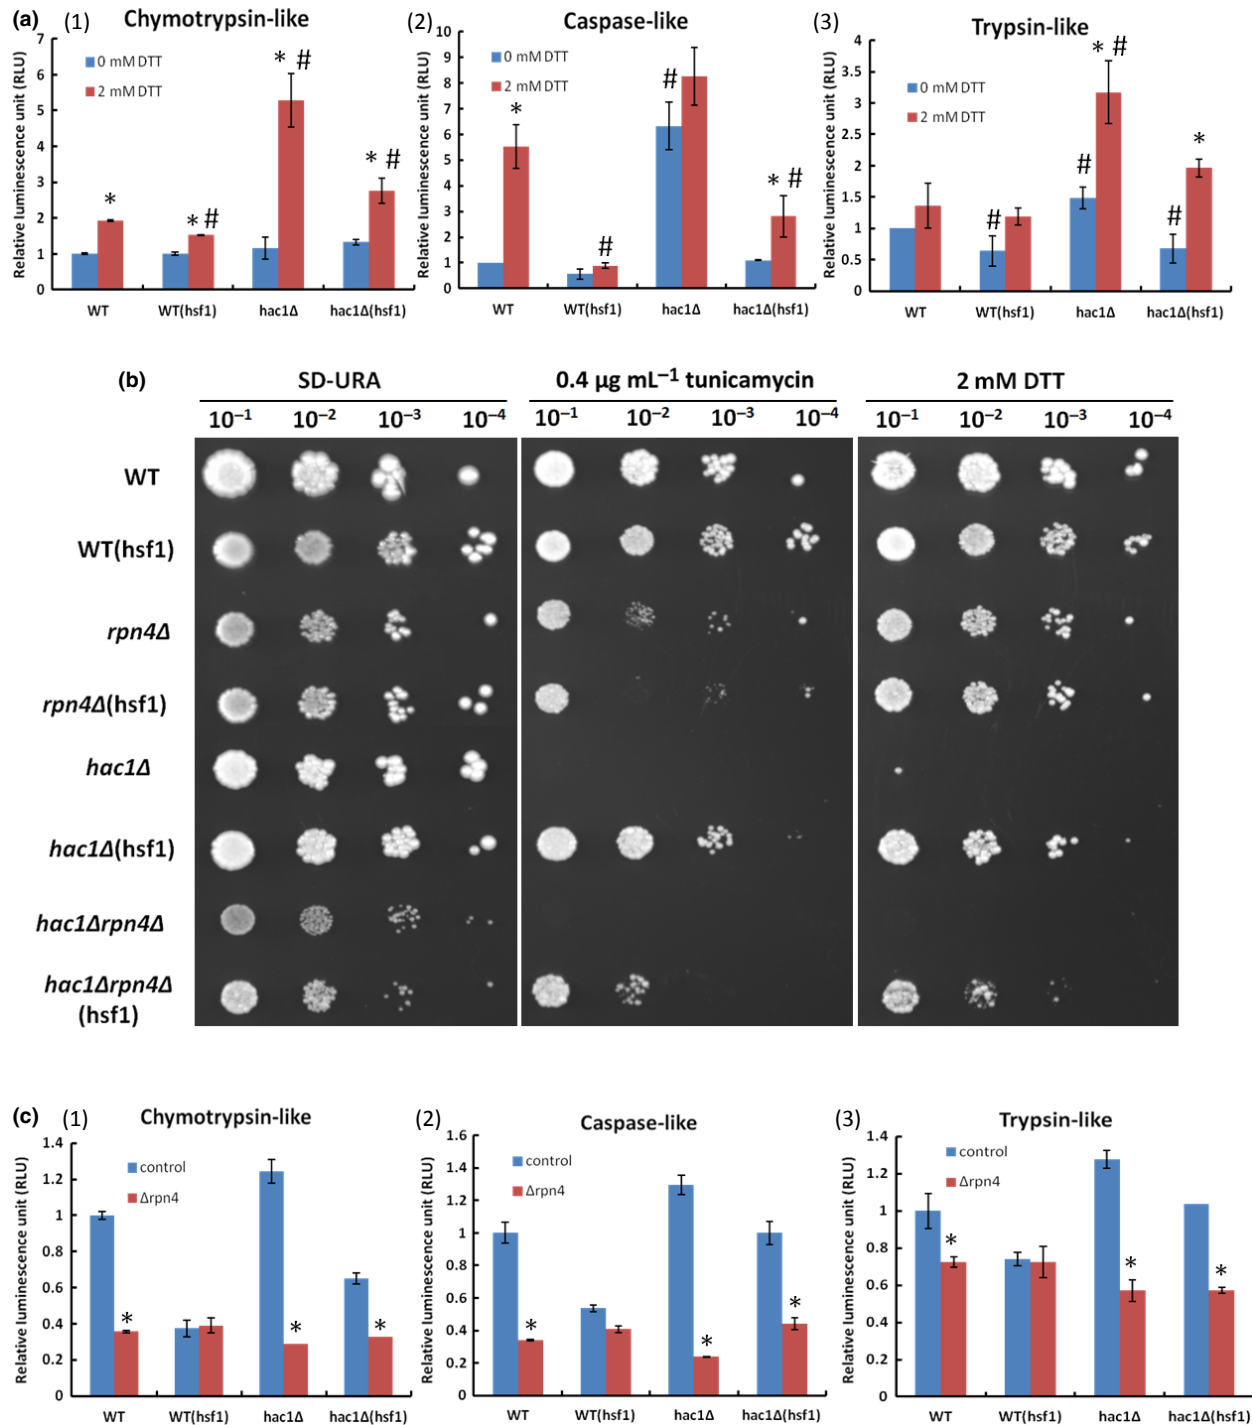 (a) (1) Chymotrypsin-like
Relative luminescence unit (RLU)
7
6
5
4
3
2
1
0
0 mM DTT
2 mM DTT
*
* #
* #
* #
WT WT(hsf1) hac1Δ hac1Δ(hsf1)
(2) Caspase-like
Relative luminescence unit (RLU)
10
9
8
7
6
5
4
3
2
1
0
0 mM DTT
2 mM DTT
*
#
#
* #
WT WT(hsf1) hac1Δ hac1Δ(hsf1)
(3) Trypsin-like
Relative luminescence unit (RLU)
4
3.5
3
2.5
2
1.5
1
0.5
0
0 mM DTT
2 mM DTT
#
#
* #
#
*
WT WT(hsf1) hac1Δ hac1Δ(hsf1)
(b) SD-URA 0.4 µg mL⁻¹ tunicamycin 2 mM DTT
10⁻¹ 10⁻² 10⁻³ 10⁻⁴ 10⁻¹ 10⁻² 10⁻³ 10⁻⁴ 10⁻¹ 10⁻² 10⁻³ 10⁻⁴
WT
WT(hsf1)
rpn4Δ
rpn4Δ(hsf1)
hac1Δ
hac1Δ(hsf1)
hac1Δrpn4Δ
hac1Δrpn4Δ
(hsf1)
(c) (1) Chymotrypsin-like
Relative luminescence unit (RLU)
1.4
1.2
1
0.8
0.6
0.4
0.2
0
control
Δrpn4
*
*
*
WT WT(hsf1) hac1Δ hac1Δ(hsf1)
(2) Caspase-like
Relative luminescence unit (RLU)
1.6
1.4
1.2
1
0.8
0.6
0.4
0.2
0
control
Δrpn4
*
*
*
WT WT(hsf1) hac1Δ hac1Δ(hsf1)
(3) Trypsin-like
Relative luminescence unit (RLU)
1.4
1.2
1
0.8
0.6
0.4
0.2
0
control
Δrpn4
*
*
*
WT WT(hsf1) hac1Δ hac1Δ(hsf1)